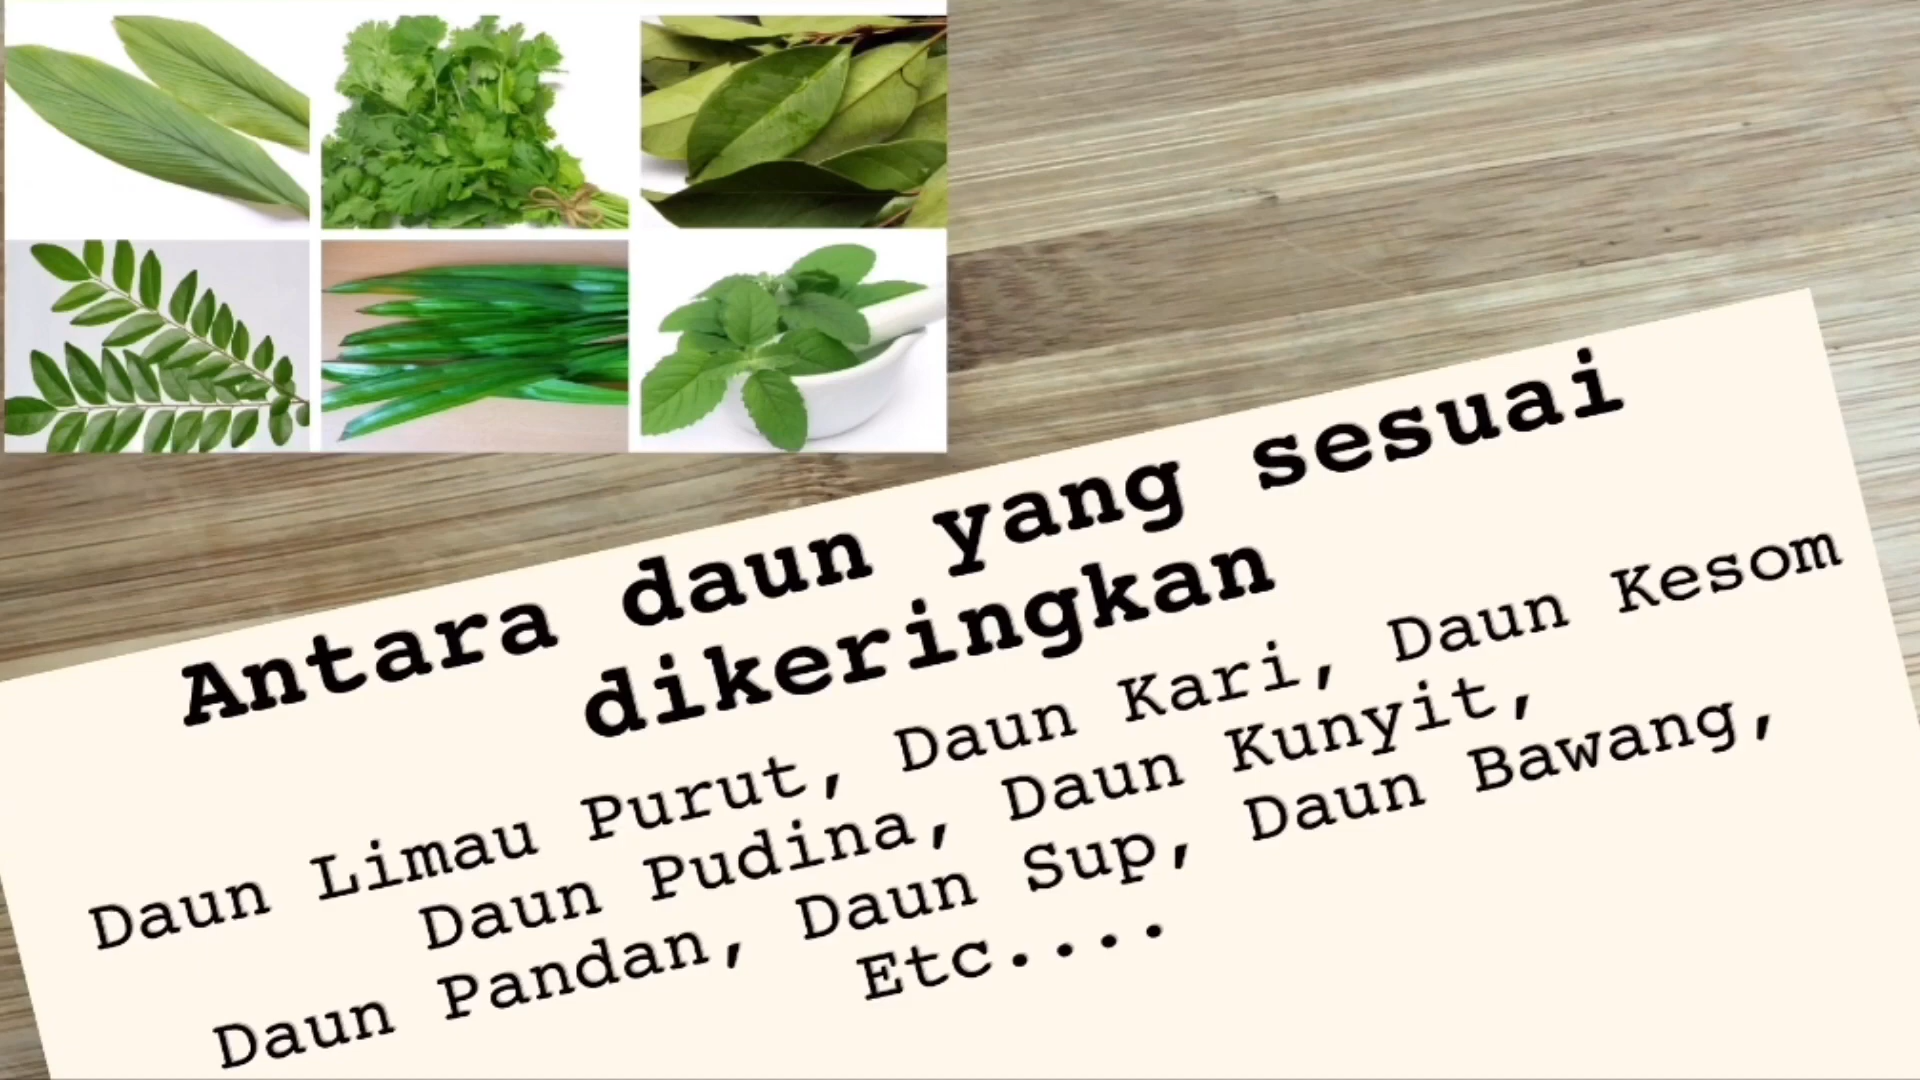 Antara daun yang sesuai
dikeringkan
Daun Limau Purut, Daun Kari, Daun Kesom
Daun Pudina, Daun Kunyit,
Daun Pandan, Daun Sup, Daun Bawang,
Etc....